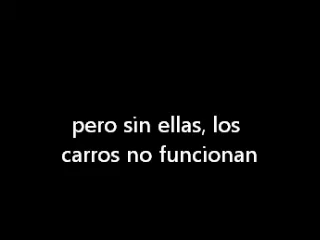 pero sin ellas, los
carros no funcionan